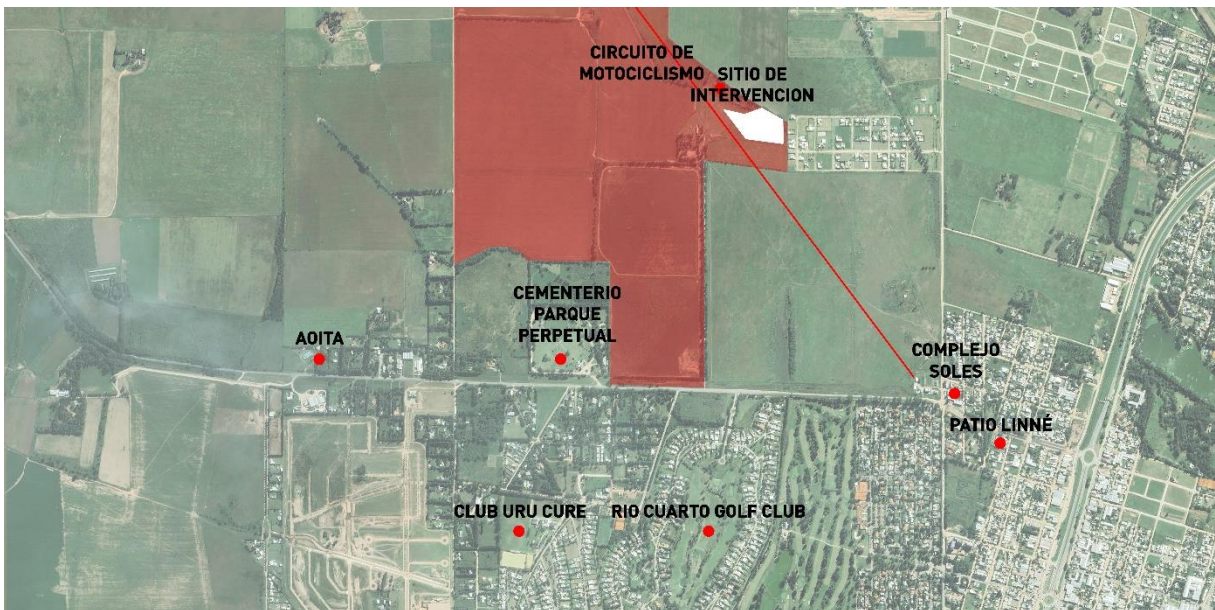 CIRCUITO DE
MOTOCICLISMO
SITIO DE
INTERVENCION
CEMENTERIO
PARQUE
PERPETUAL
AOITA
COMPLEJO
SOLES
PATIO LINNÉ
CLUB URU CURE
RIO CUARTO GOLF CLUB